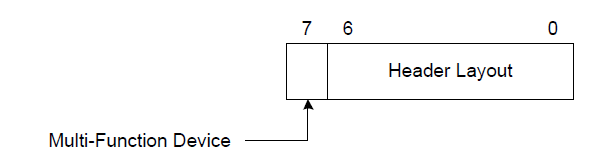 7 6 0
Header Layout
Multi-Function Device